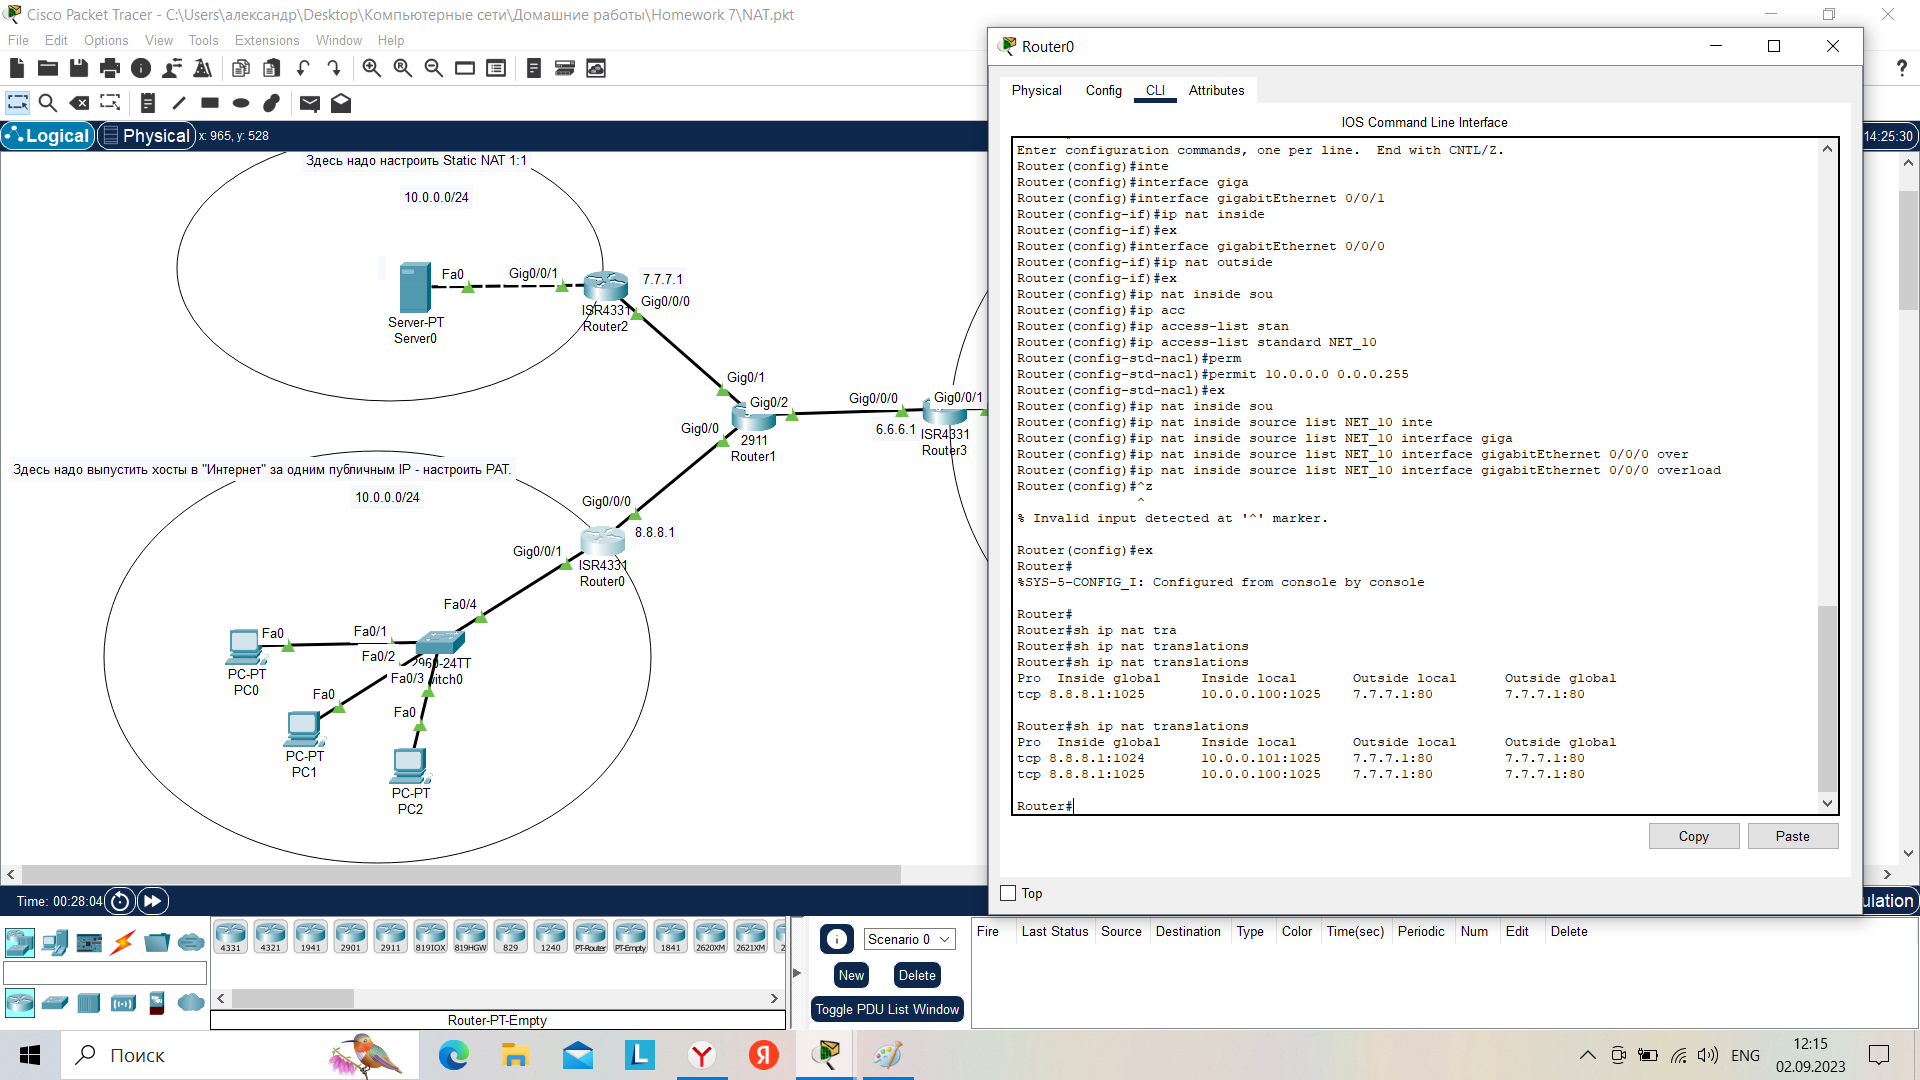 Cisco Packet Tracer - C:\Users\александр\Desktop\Компьютерные сети\Домашние работы\Homework 7\NAT.pkt
File Edit Options View Tools Extensions Window Help
Logical Physical x: 965, y: 528
14:25:30
Здесь надо настроить Static NAT 1:1
10.0.0.0/24
Fa0
Gig0/0/1
7.7.7.1
Gig0/0/0
Server-PT
Server0
ISR4331
Router2
Gig0/1
Gig0/2
Gig0/0/0
Gig0/0/1
Gig0/0
2911
Router1
6.6.6.1
ISR4331
Router3
Здесь надо выпустить хосты в "Интернет" за одним публичным IP - настроить PAT.
10.0.0.0/24
Gig0/0/0
8.8.8.1
Gig0/0/1
ISR4331
Router0
Fa0/4
Fa0
Fa0/1
Fa0/2
2960-24TT
Fa0/3
PC-PT
PC0
Fa0
Fa0
PC-PT
PC1
PC-PT
PC2
Router0
Physical Config CLI Attributes
IOS Command Line Interface
Enter configuration commands, one per line. End with CNTL/Z.
Router(config)#inte
Router(config)#interface giga
Router(config)#interface gigabitEthernet 0/0/1
Router(config-if)#ip nat inside
Router(config-if)#ex
Router(config)#interface gigabitEthernet 0/0/0
Router(config-if)#ip nat outside
Router(config-if)#ex
Router(config)#ip nat inside sou
Router(config)#ip acc
Router(config)#ip access-list stan
Router(config)#ip access-list standard NET_10
Router(config-std-nacl)#perm
Router(config-std-nacl)#permit 10.0.0.0 0.0.0.255
Router(config-std-nacl)#ex
Router(config)#ip nat inside sou
Router(config)#ip nat inside source list NET_10 inte
Router(config)#ip nat inside source list NET_10 interface giga
Router(config)#ip nat inside source list NET_10 interface gigabitEthernet 0/0/0 over
Router(config)#ip nat inside source list NET_10 interface gigabitEthernet 0/0/0 overload
Router(config)#^z
^
% Invalid input detected at '^' marker.
Router(config)#ex
Router#
%SYS-5-CONFIG_I: Configured from console by console
Router#
Router#sh ip nat tra
Router#sh ip nat translations
Router#sh ip nat translations
Pro Inside global Inside local Outside local Outside global
tcp 8.8.8.1:1025 10.0.0.100:1025 7.7.7.1:80 7.7.7.1:80
Router#sh ip nat translations
Pro Inside global Inside local Outside local Outside global
tcp 8.8.8.1:1024 10.0.0.101:1025 7.7.7.1:80 7.7.7.1:80
tcp 8.8.8.1:1025 10.0.0.100:1025 7.7.7.1:80 7.7.7.1:80
Router#
Copy Paste
Top
Time: 00:28:04
ulation
4331 4321 1941 2901 2911 819IOX 819HGW 829 1240 PT-Router PT-Empty 1841 2620XM 2621XM 2
Router-PT-Empty
Scenario 0
New Delete
Toggle PDU List Window
Fire Last Status Source Destination Type Color Time(sec) Periodic Num Edit Delete
Поиск
ENG
12:15
02.09.2023